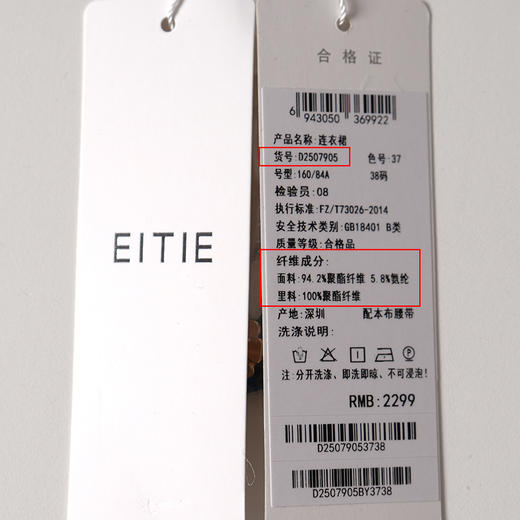 EITIE
合格证
6 943050 369922
产品名称:连衣裙
货号:D2507905 色号:37
号型:160/84A 38码
检验员:08
执行标准:FZ/T73026-2014
安全技术类别:GB18401 B类
质量等级:合格品
纤维成分:
面料:94.2%聚酯纤维 5.8%氨纶
里料:100%聚酯纤维
产地:深圳 配本布腰带
洗涤说明:
注:分开洗涤、即洗即晾、不可浸泡!
RMB:2299
D25079053738
D2507905BY3738